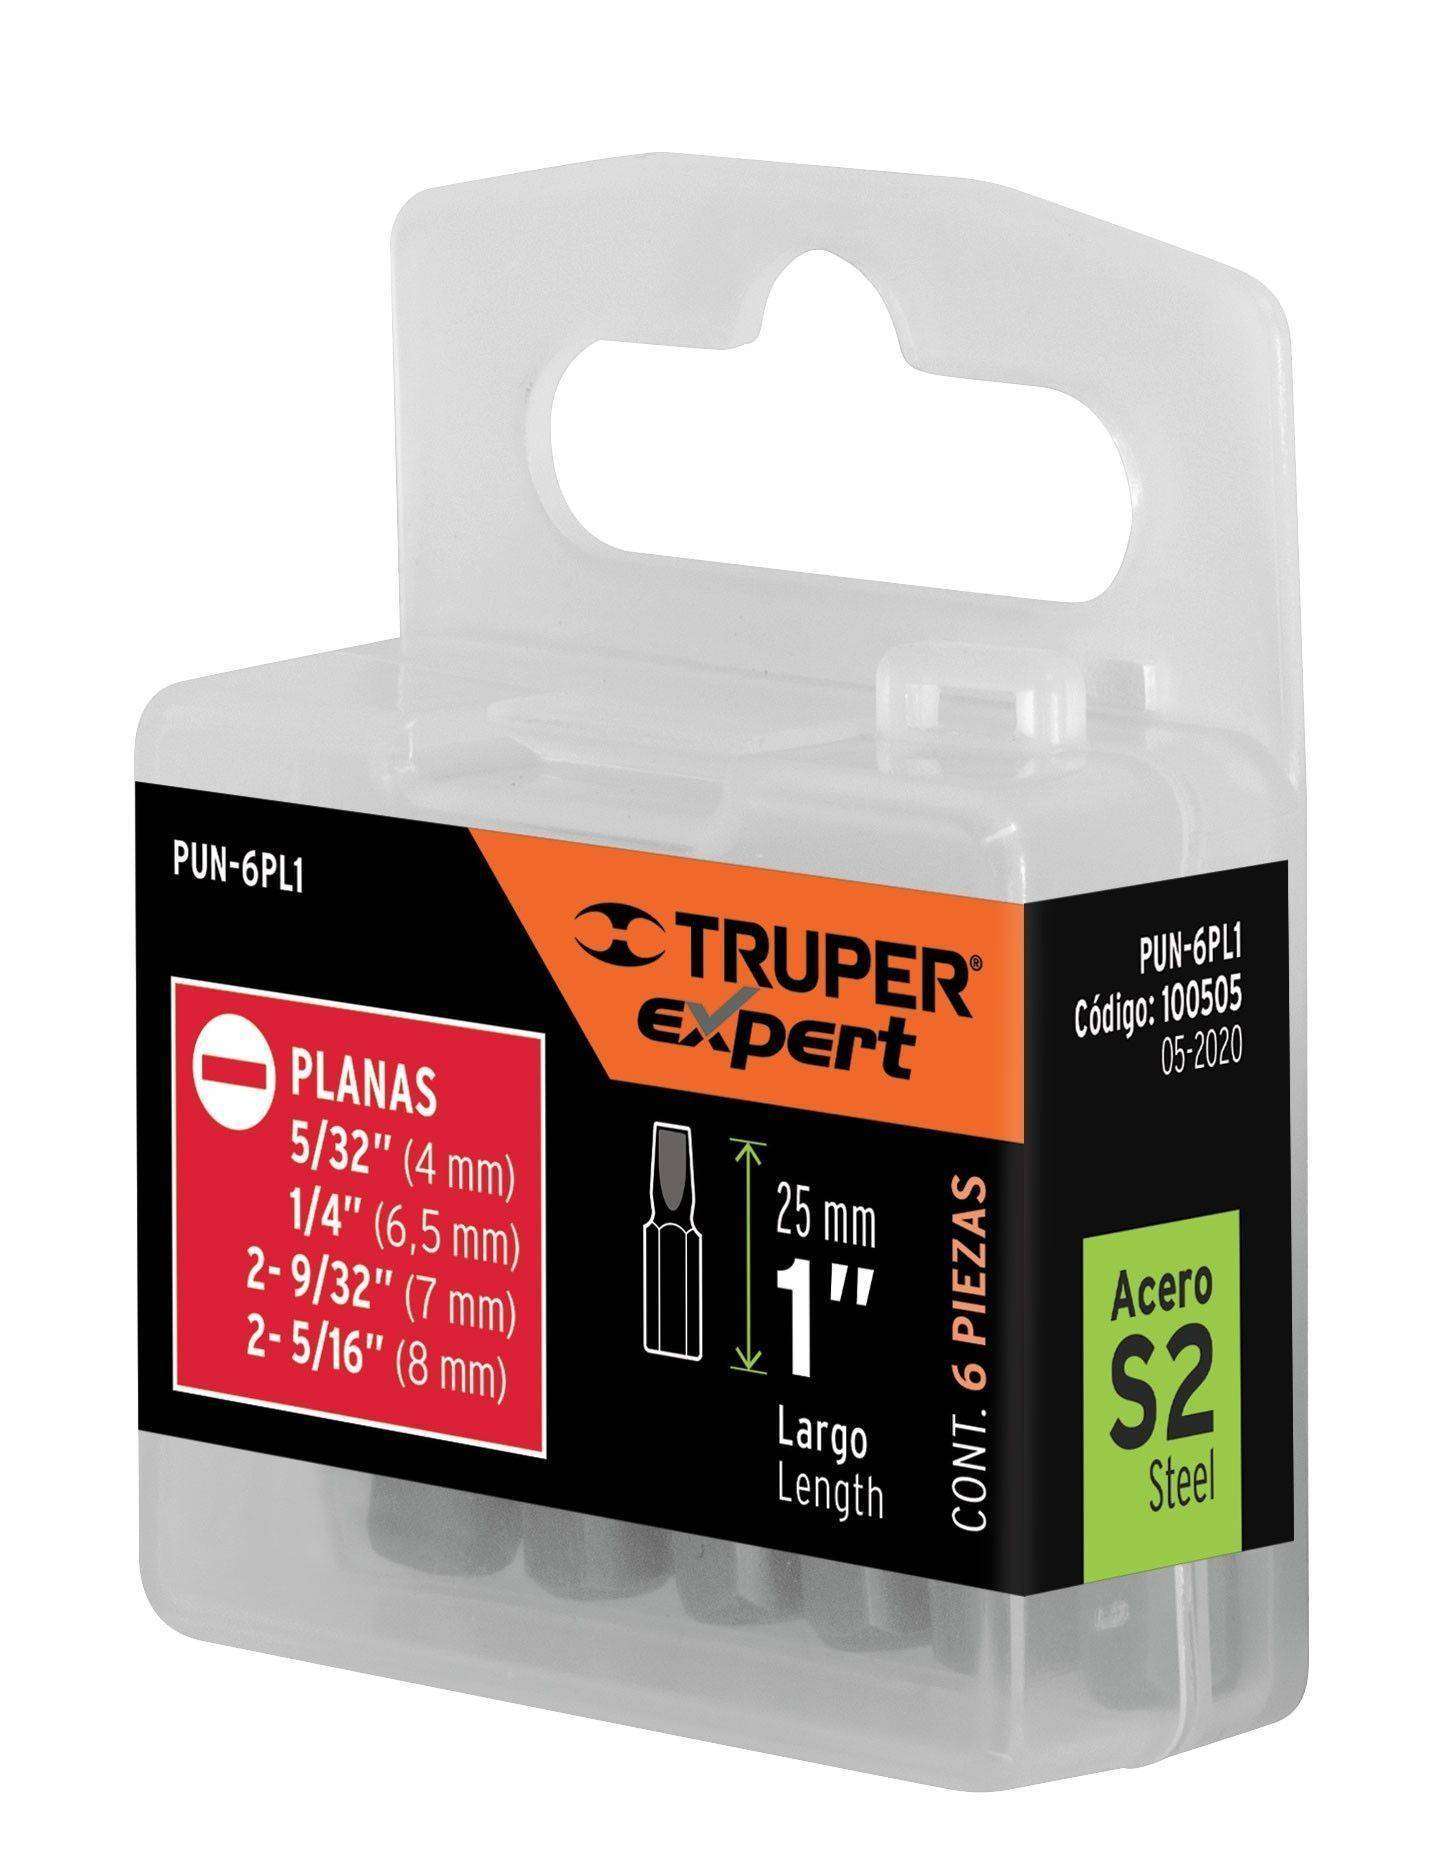 PUN-6PL1
TRUPER®
expert
PLANAS
5/32" (4 mm)
1/4" (6,5 mm)
2- 9/32" (7 mm)
2- 5/16" (8 mm)
25 mm
1"
Largo
Length
CONT. 6 PIEZAS
PUN-6PL1
Código: 100505
05-2020
Acero
S2
Steel